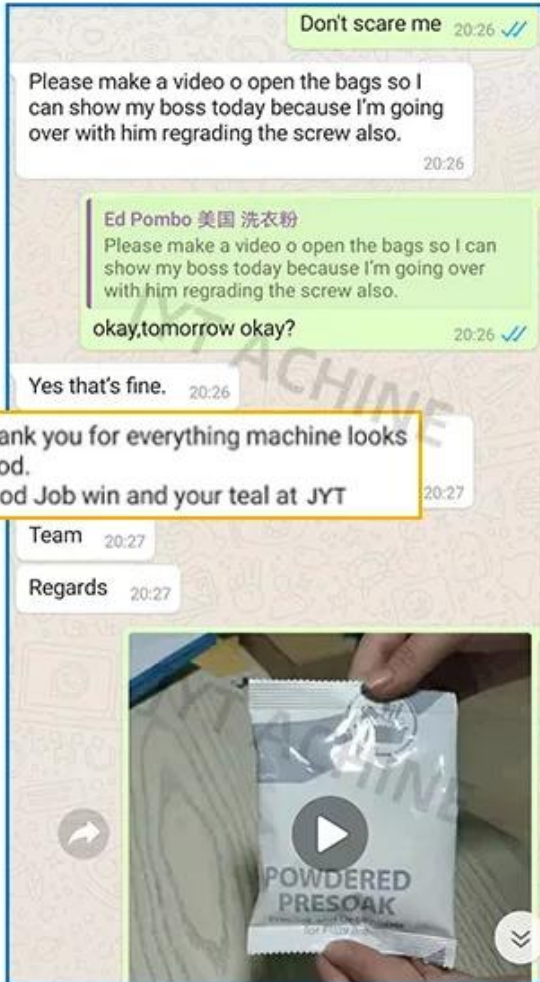 Don't scare me 20:26
Please make a video o open the bags so I
can show my boss today because I'm going
over with him regrading the screw also.
20:26
Ed Pombo 美国 洗衣粉
Please make a video o open the bags so I can
show my boss today because I'm going over
with him regrading the screw also.
okay,tomorrow okay? 20:26
Yes that's fine. 20:26
ank you for everything machine looks
od.
od Job win and your teal at JYT
20:27
Team 20:27
Regards 20:27
JYT ACHINE
JYT ACHINE
POWDERED
PRESOAK